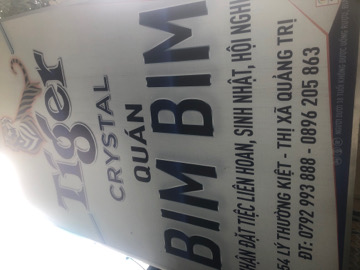 Tiger
CRYSTAL
QUÁN
BIM BIM
NHẬN ĐẶT TIỆC LIÊN HOAN, SINH NHẬT, HỘI NGHỊ
64 LÝ THƯỜNG KIỆT - THỊ XÃ QUẢNG TRỊ
ĐT: 0792 993 888 - 0896 205 863